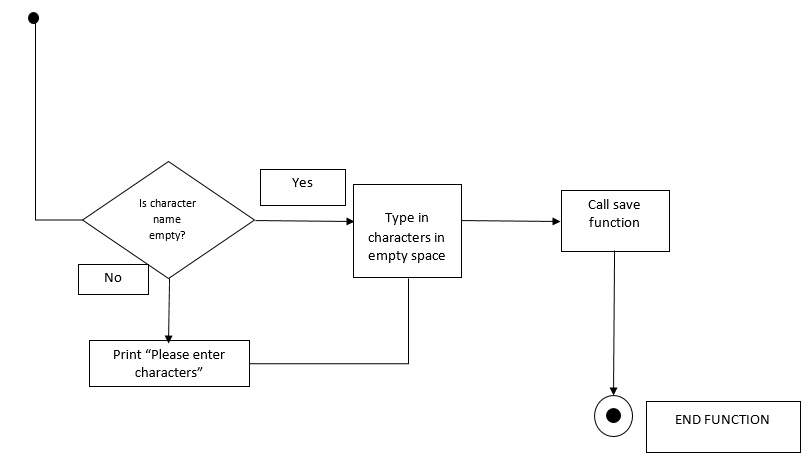 Is character
name
empty?
Yes
Type in
characters in
empty space
Call save
function
No
Print “Please enter
characters”
END FUNCTION